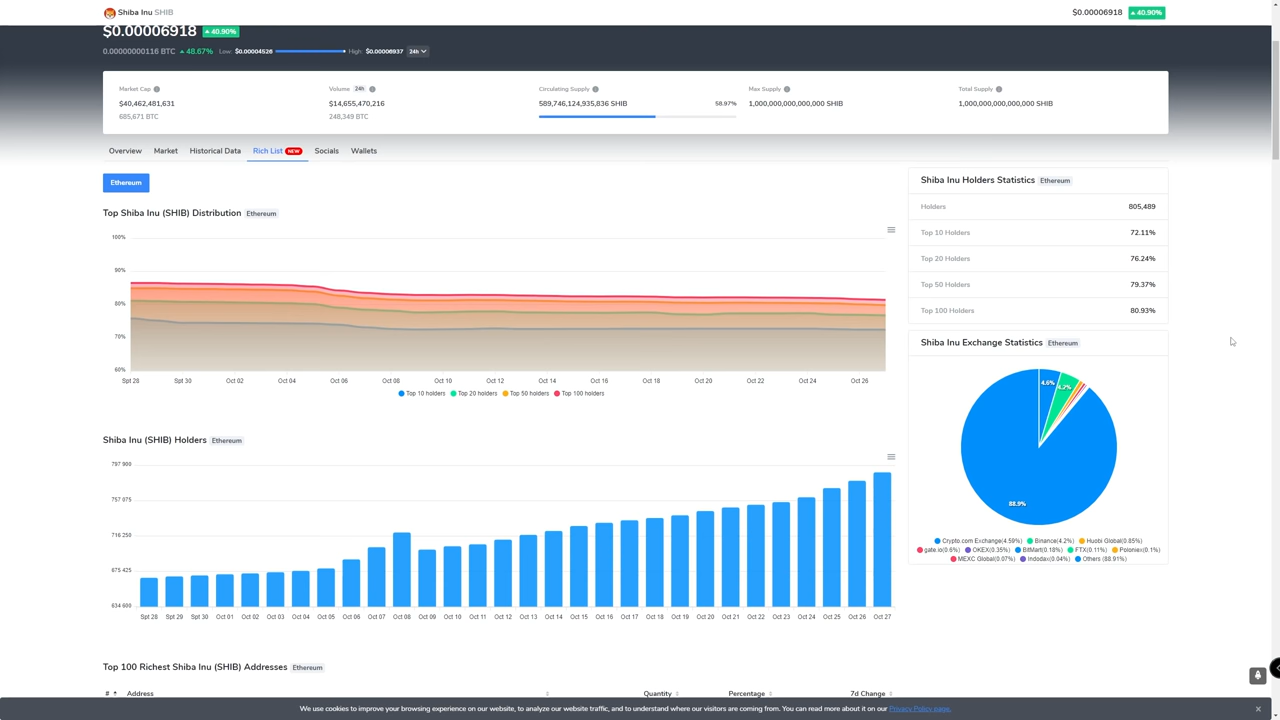 Shiba Inu SHIB
$0.00006918 40.90%
$0.00006918 40.90%
0.00000000116 BTC 48.67% Low: $0.00004526 High: $0.00006937 24h
Market Cap Volume 24h Circulating Supply Max Supply Total Supply
$40,462,481,631 $14,655,470,216 589,746,124,935,836 SHIB 58.97% 1,000,000,000,000,000 SHIB 1,000,000,000,000,000 SHIB
685,671 BTC 248,349 BTC
Overview Market Historical Data Rich List NEW Socials Wallets
Ethereum
Top Shiba Inu (SHIB) Distribution Ethereum
100%
90%
80%
70%
60%
Spt 28 Spt 30 Oct 02 Oct 04 Oct 06 Oct 08 Oct 10 Oct 12 Oct 14 Oct 16 Oct 18 Oct 20 Oct 22 Oct 24 Oct 26
Top 10 holders Top 20 holders Top 50 holders Top 100 holders
Shiba Inu (SHIB) Holders Ethereum
797 900
757 075
716 250
675 425
634 600
Spt 28 Spt 29 Spt 30 Oct 01 Oct 02 Oct 03 Oct 04 Oct 05 Oct 06 Oct 07 Oct 08 Oct 09 Oct 10 Oct 11 Oct 12 Oct 13 Oct 14 Oct 15 Oct 16 Oct 17 Oct 18 Oct 19 Oct 20 Oct 21 Oct 22 Oct 23 Oct 24 Oct 25 Oct 26 Oct 27
Shiba Inu Holders Statistics Ethereum
Holders 805,489
Top 10 Holders 72.11%
Top 20 Holders 76.24%
Top 50 Holders 79.37%
Top 100 Holders 80.93%
Shiba Inu Exchange Statistics Ethereum
4.6%
4.2%
88.9%
Crypto.com Exchange(4.59%) Binance(4.2%) Huobi Global(0.85%)
gate.io(0.6%) OKEX(0.35%) BitMart(0.18%) FTX(0.11%) Poloniex(0.1%)
MEXC Global(0.07%) Indodax(0.04%) Others (88.91%)
Top 100 Richest Shiba Inu (SHIB) Addresses Ethereum
# Address Quantity Percentage 7d Change
We use cookies to improve your browsing experience on our website, to analyze our website traffic, and to understand where our visitors are coming from. You can read more about it on our Privacy Policy page.